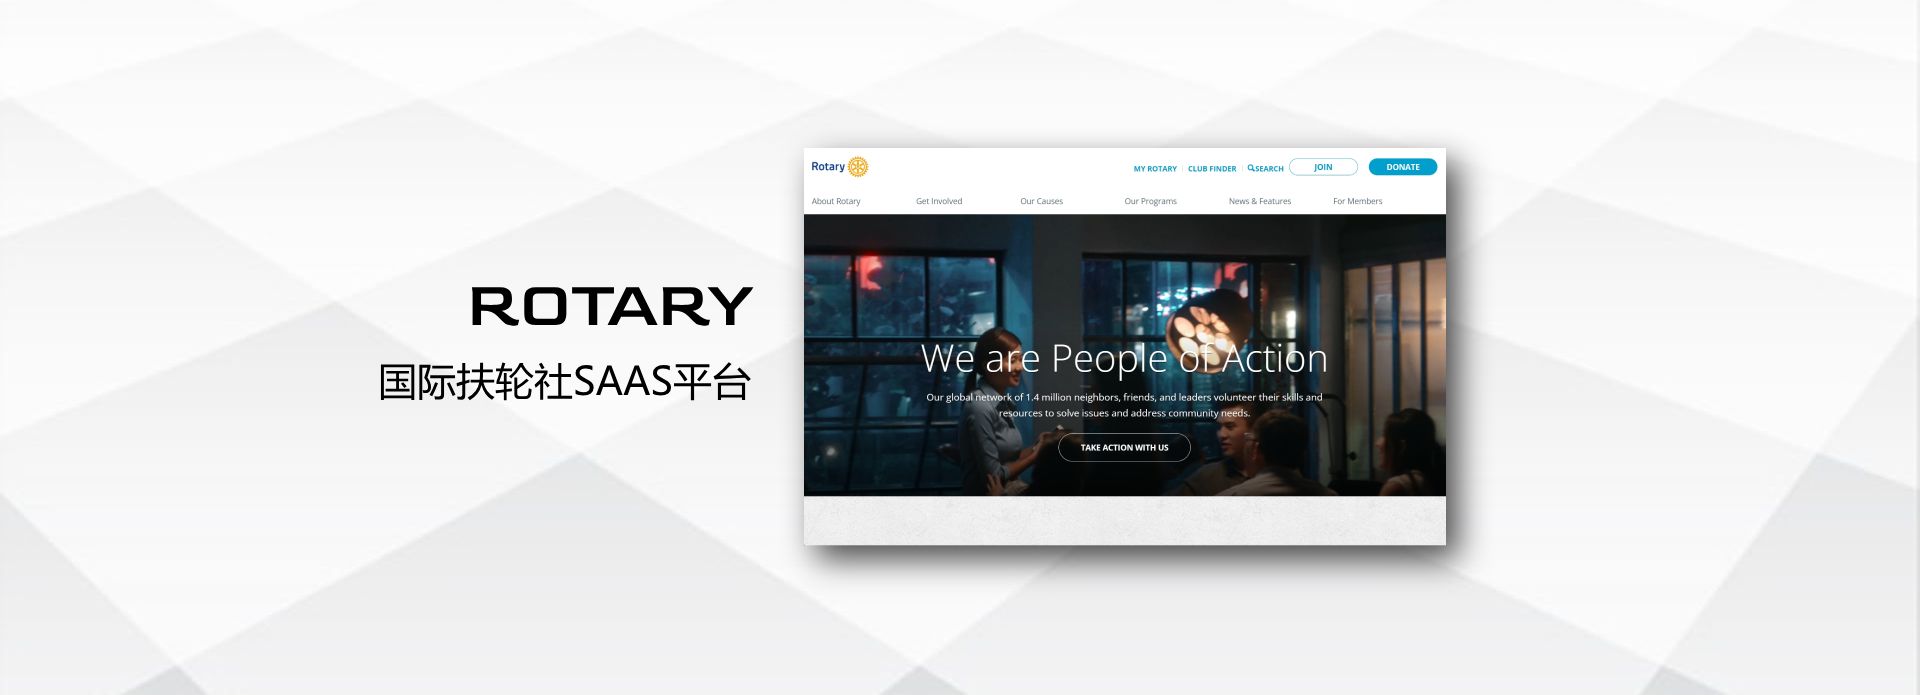 ROTARY
国际扶轮社SAAS平台
Rotary
MY ROTARY
CLUB FINDER
SEARCH
JOIN
DONATE
About Rotary
Get Involved
Our Causes
Our Programs
News & Features
For Members
We are People of Action
Our global network of 1.4 million neighbors, friends, and leaders volunteer their skills and
resources to solve issues and address community needs.
TAKE ACTION WITH US